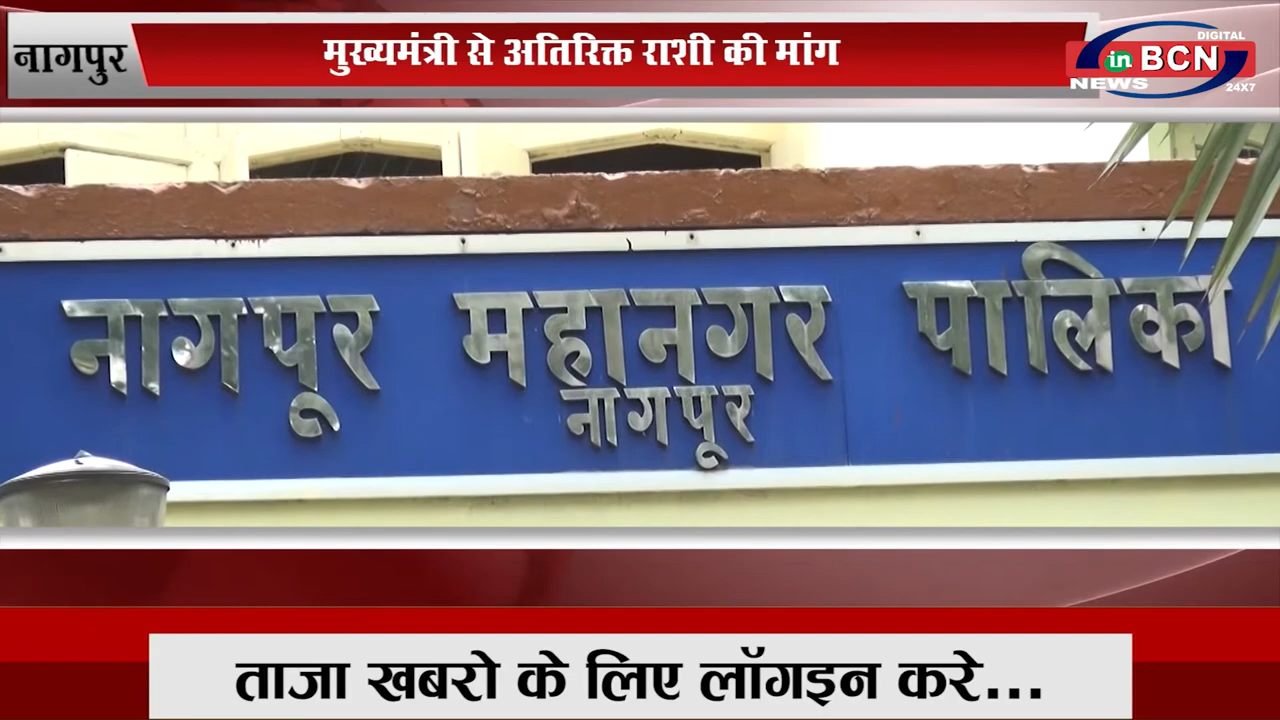 नागपुर
मुख्यमंत्री से अतिरिक्त राशी की मांग
DIGITAL
in BCN
NEWS
24X7
नागपूर महानगर पालिका
नागपूर
ताजा खबरो के लिए लॉगइन करे...